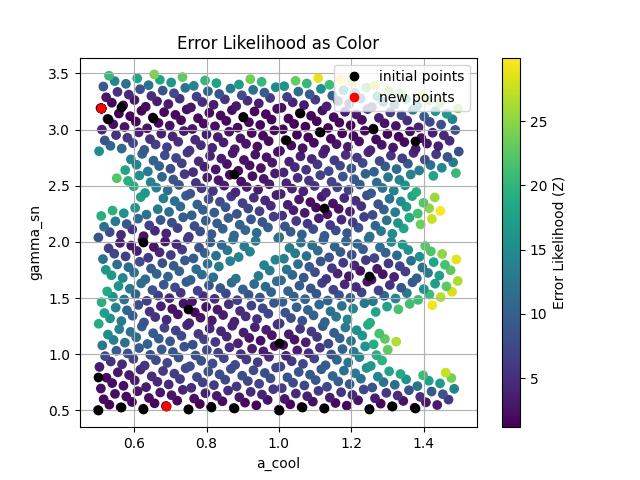 Error Likelihood as Color
initial points
new points
3.5
3.0
2.5
2.0
1.5
1.0
0.5
gamma_sn
0.6 0.8 1.0 1.2 1.4
a_cool
25
20
15
10
5
Error Likelihood (Z)